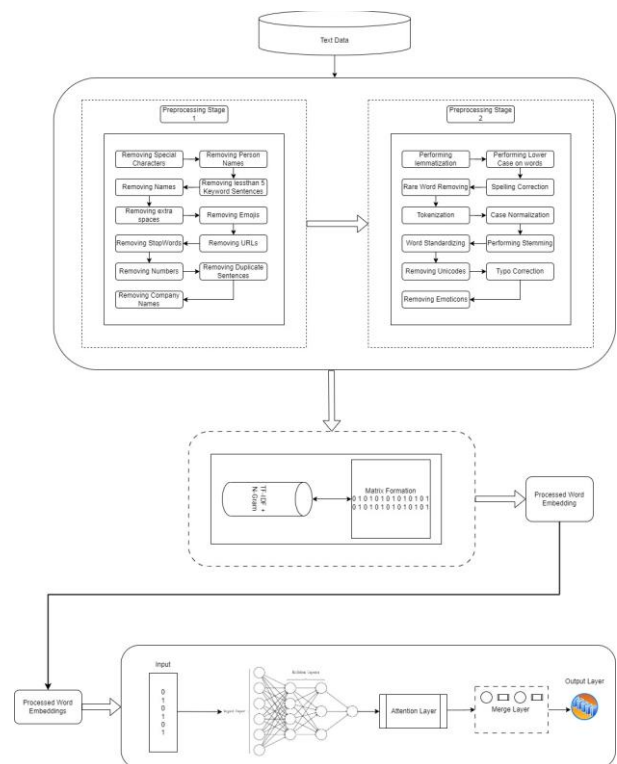 Text Data
Preprocessing Stage
1
Removing Special
Characters
Removing Person
Names
Removing Names
Removing lessthan 5
Keyword Sentences
Removing extra
spaces
Removing Emojis
Removing StopWords
Removing URLs
Removing Numbers
Removing Duplicate
Sentences
Removing Company
Names
Preprocessing Stage
2
Performing
lemmatization
Performing Lower
Case on words
Rare Word Removing
Spelling Correction
Tokenization
Case Normalization
Word Standardizing
Performing Stemming
Removing Unicodes
Typo Correction
Removing Emoticons
TF-IDF +
N-Gram
Matrix Formation
0 1 0 1 0 1 0 1 0 1 0 1 0 1
0 1 0 1 0 1 0 1 0 1 0 1 0 1
Processed Word
Embedding
Processed Word
Embeddings
Input
0
1
0
1
0
1
Input layer
Hidden layers
Attention Layer
Merge Layer
Output Layer